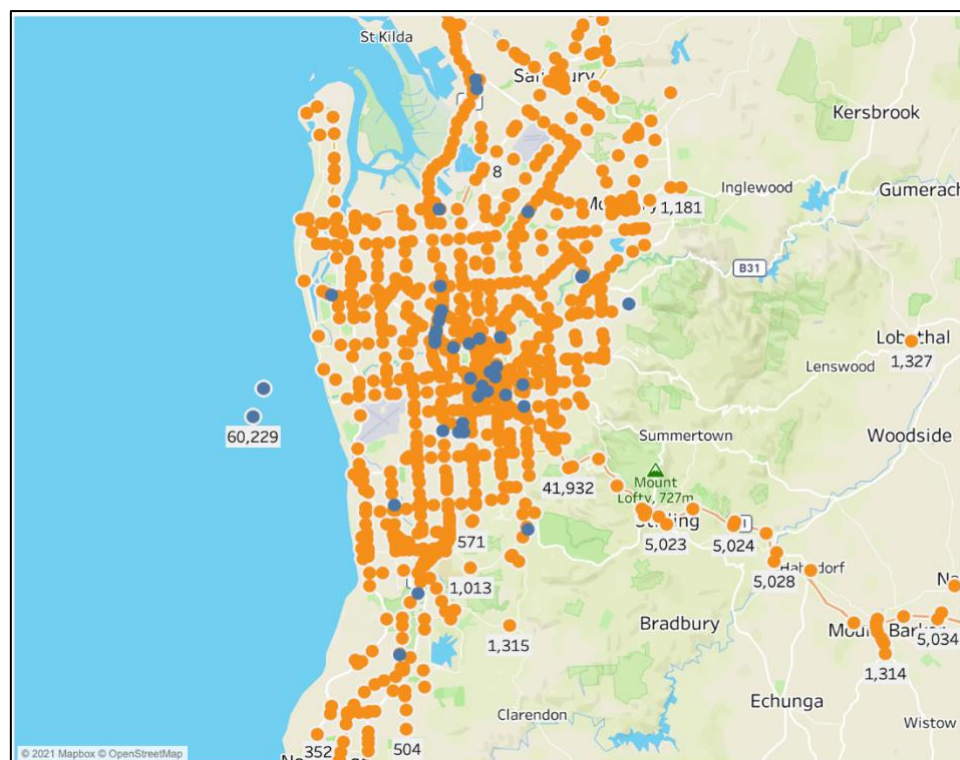 St Kilda
Kersbrook
8
Inglewood
1,181
B31
Lobethal
1,327
Lenswood
60,229
Summertown
Woodside
41,932
Mount
Lofty, 727m
Stirling
571
5,023
5,024
Hahndorf
1,013
5,028
Bradbury
5,034
1,315
1,314
Echunga
Clarendon
Wistow
352
504
© 2021 Mapbox © OpenStreetMap